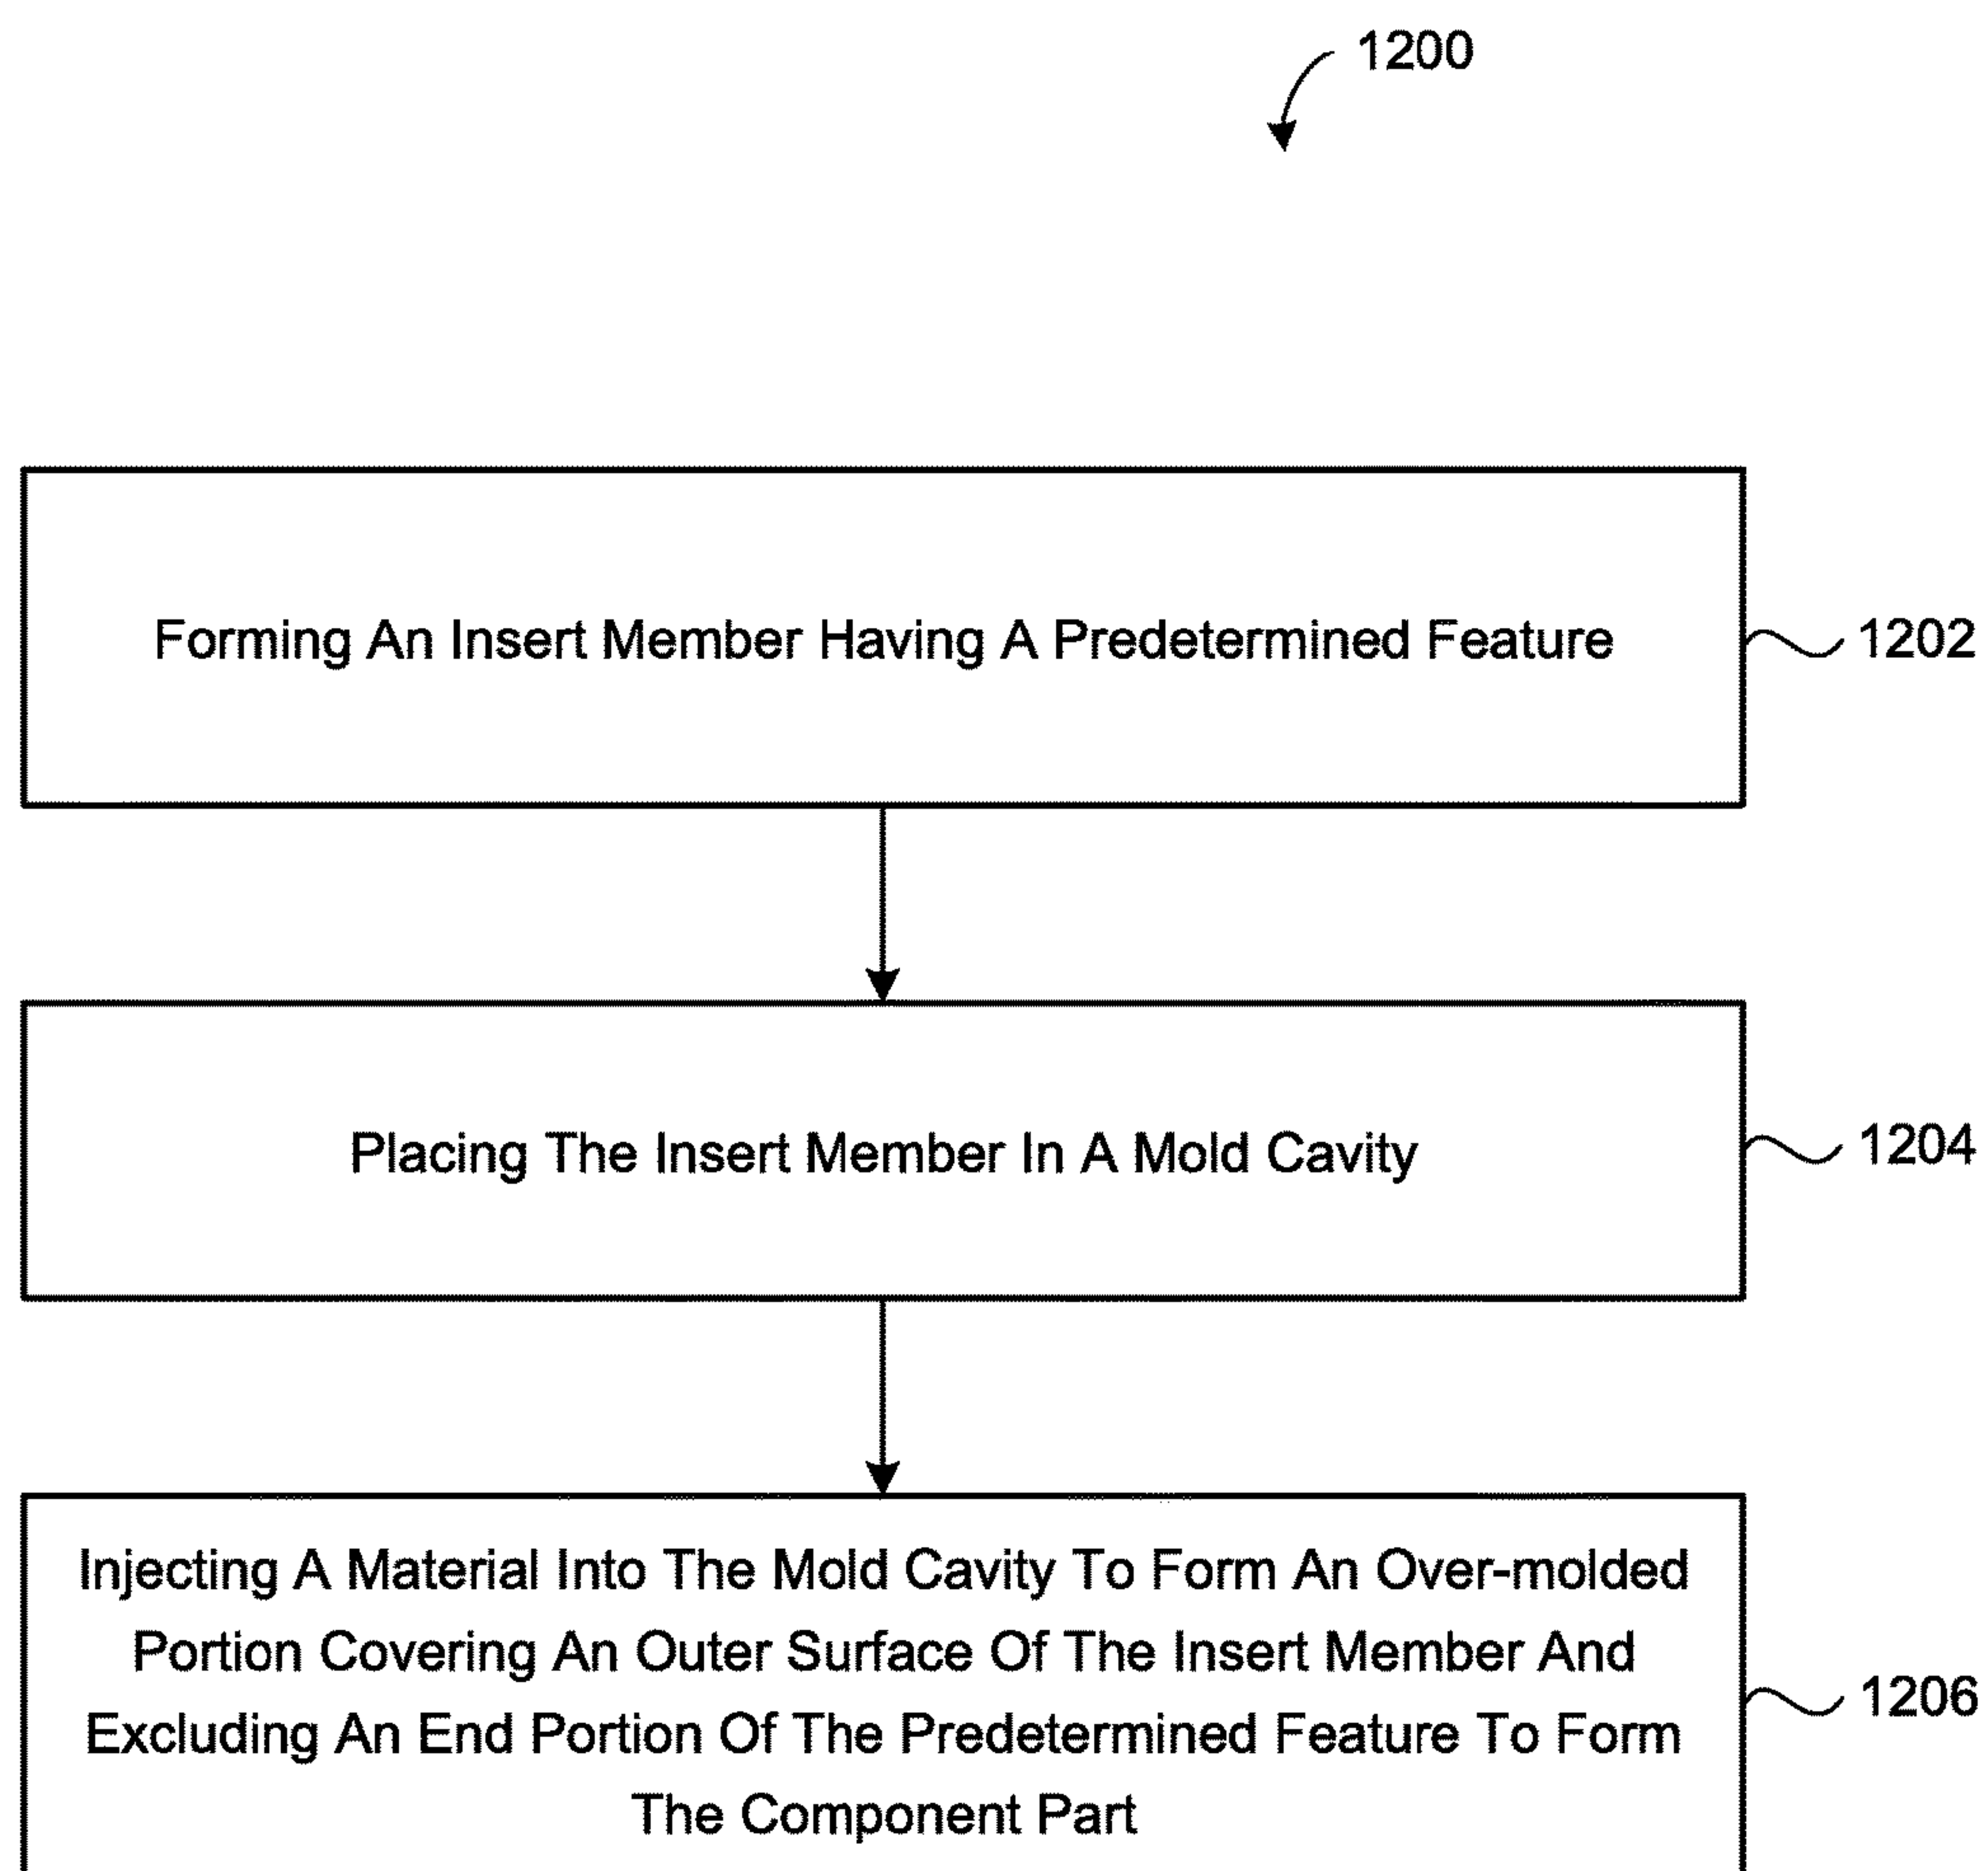 1200
Forming An Insert Member Having A Predetermined Feature
1202
Placing The Insert Member In A Mold Cavity
1204
Injecting A Material Into The Mold Cavity To Form An Over-molded
Portion Covering An Outer Surface Of The Insert Member And
Excluding An End Portion Of The Predetermined Feature To Form
The Component Part
1206